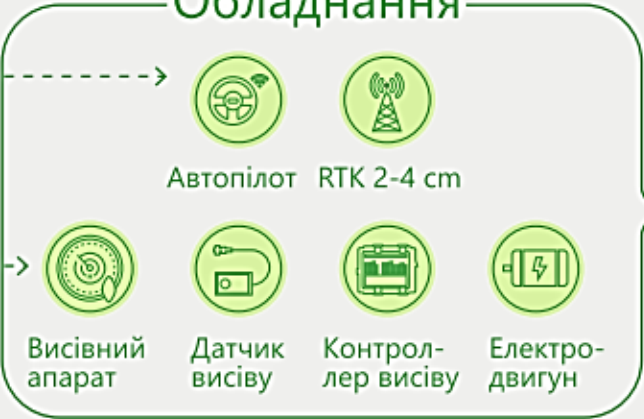 Обладнання
Автопілот RTK 2-4 cm
Висівний Датчик Контрол- Електро-
апарат висіву лер висіву двигун